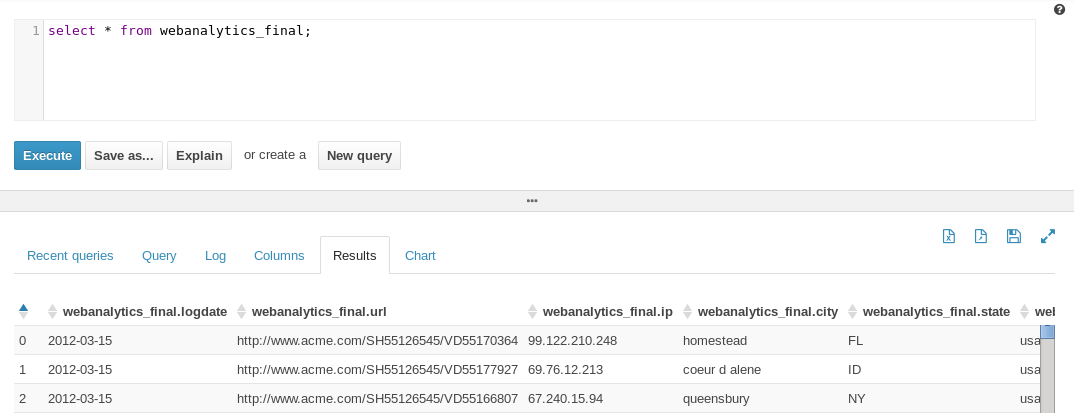 1 select * from webanalytics_final;
Execute Save as... Explain or create a New query
Recent queries Query Log Columns Results Chart
webanalytics_final.logdate webanalytics_final.url webanalytics_final.ip webanalytics_final.city webanalytics_final.state
0 2012-03-15 http://www.acme.com/SH55126545/VD55170364 99.122.210.248 homestead FL usa
1 2012-03-15 http://www.acme.com/SH55126545/VD55177927 69.76.12.213 coeur d alene ID usa
2 2012-03-15 http://www.acme.com/SH55126545/VD55166807 67.240.15.94 queensbury NY usa